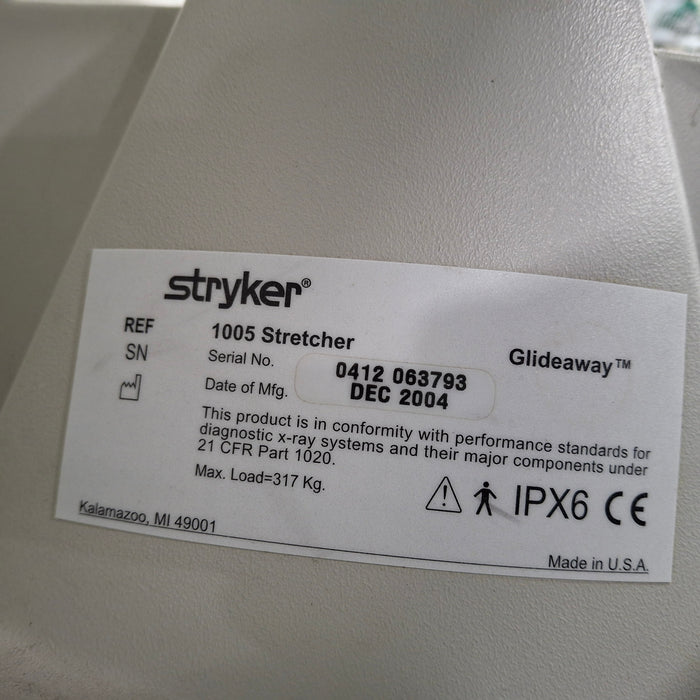 stryker®
REF 1005 Stretcher Glideaway™
SN Serial No. 0412 063793
Date of Mfg. DEC 2004
This product is in conformity with performance standards for
diagnostic x-ray systems and their major components under
21 CFR Part 1020.
Max. Load=317 Kg.
IPX6 CE
Kalamazoo, MI 49001
Made in U.S.A.